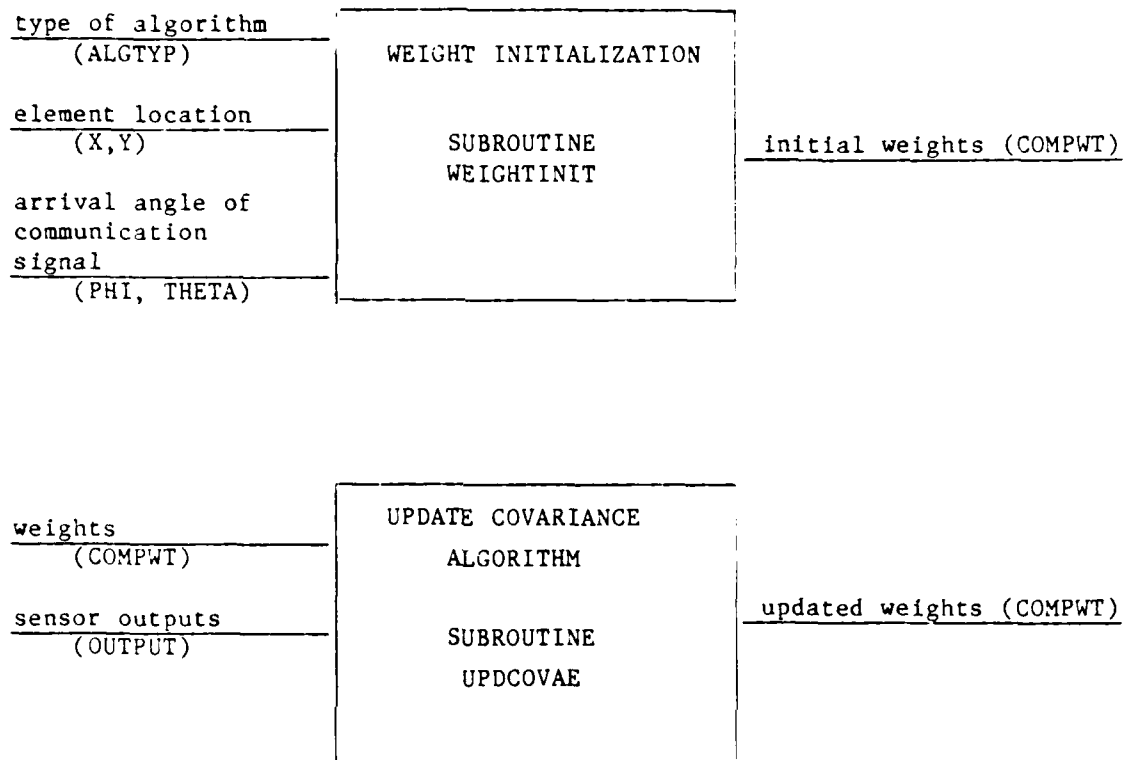 type of algorithm
(ALGTYP)
element location
(X,Y)
arrival angle of
communication
signal
(PHI, THETA)
WEIGHT INITIALIZATION
SUBROUTINE
WEIGHTINIT
initial weights (COMPWT)
weights
(COMPWT)
sensor outputs
(OUTPUT)
UPDATE COVARIANCE
ALGORITHM
SUBROUTINE
UPDCOVAE
updated weights (COMPWT)